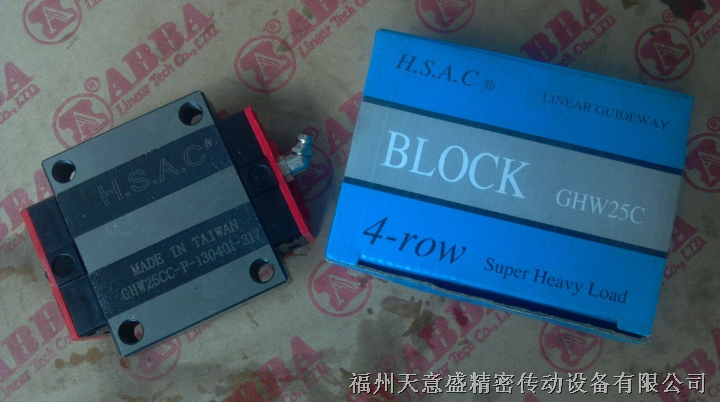 ABBA
Linear Tech Co., LTD.
H.S.A.C®
MADE IN TAIWAN
GHW25CC-P-130401-312
H.S.A.C®
LINEAR GUIDEWAY
BLOCK
GHW25C
4-row
Super Heavy Load
福州天意盛精密传动设备有限公司